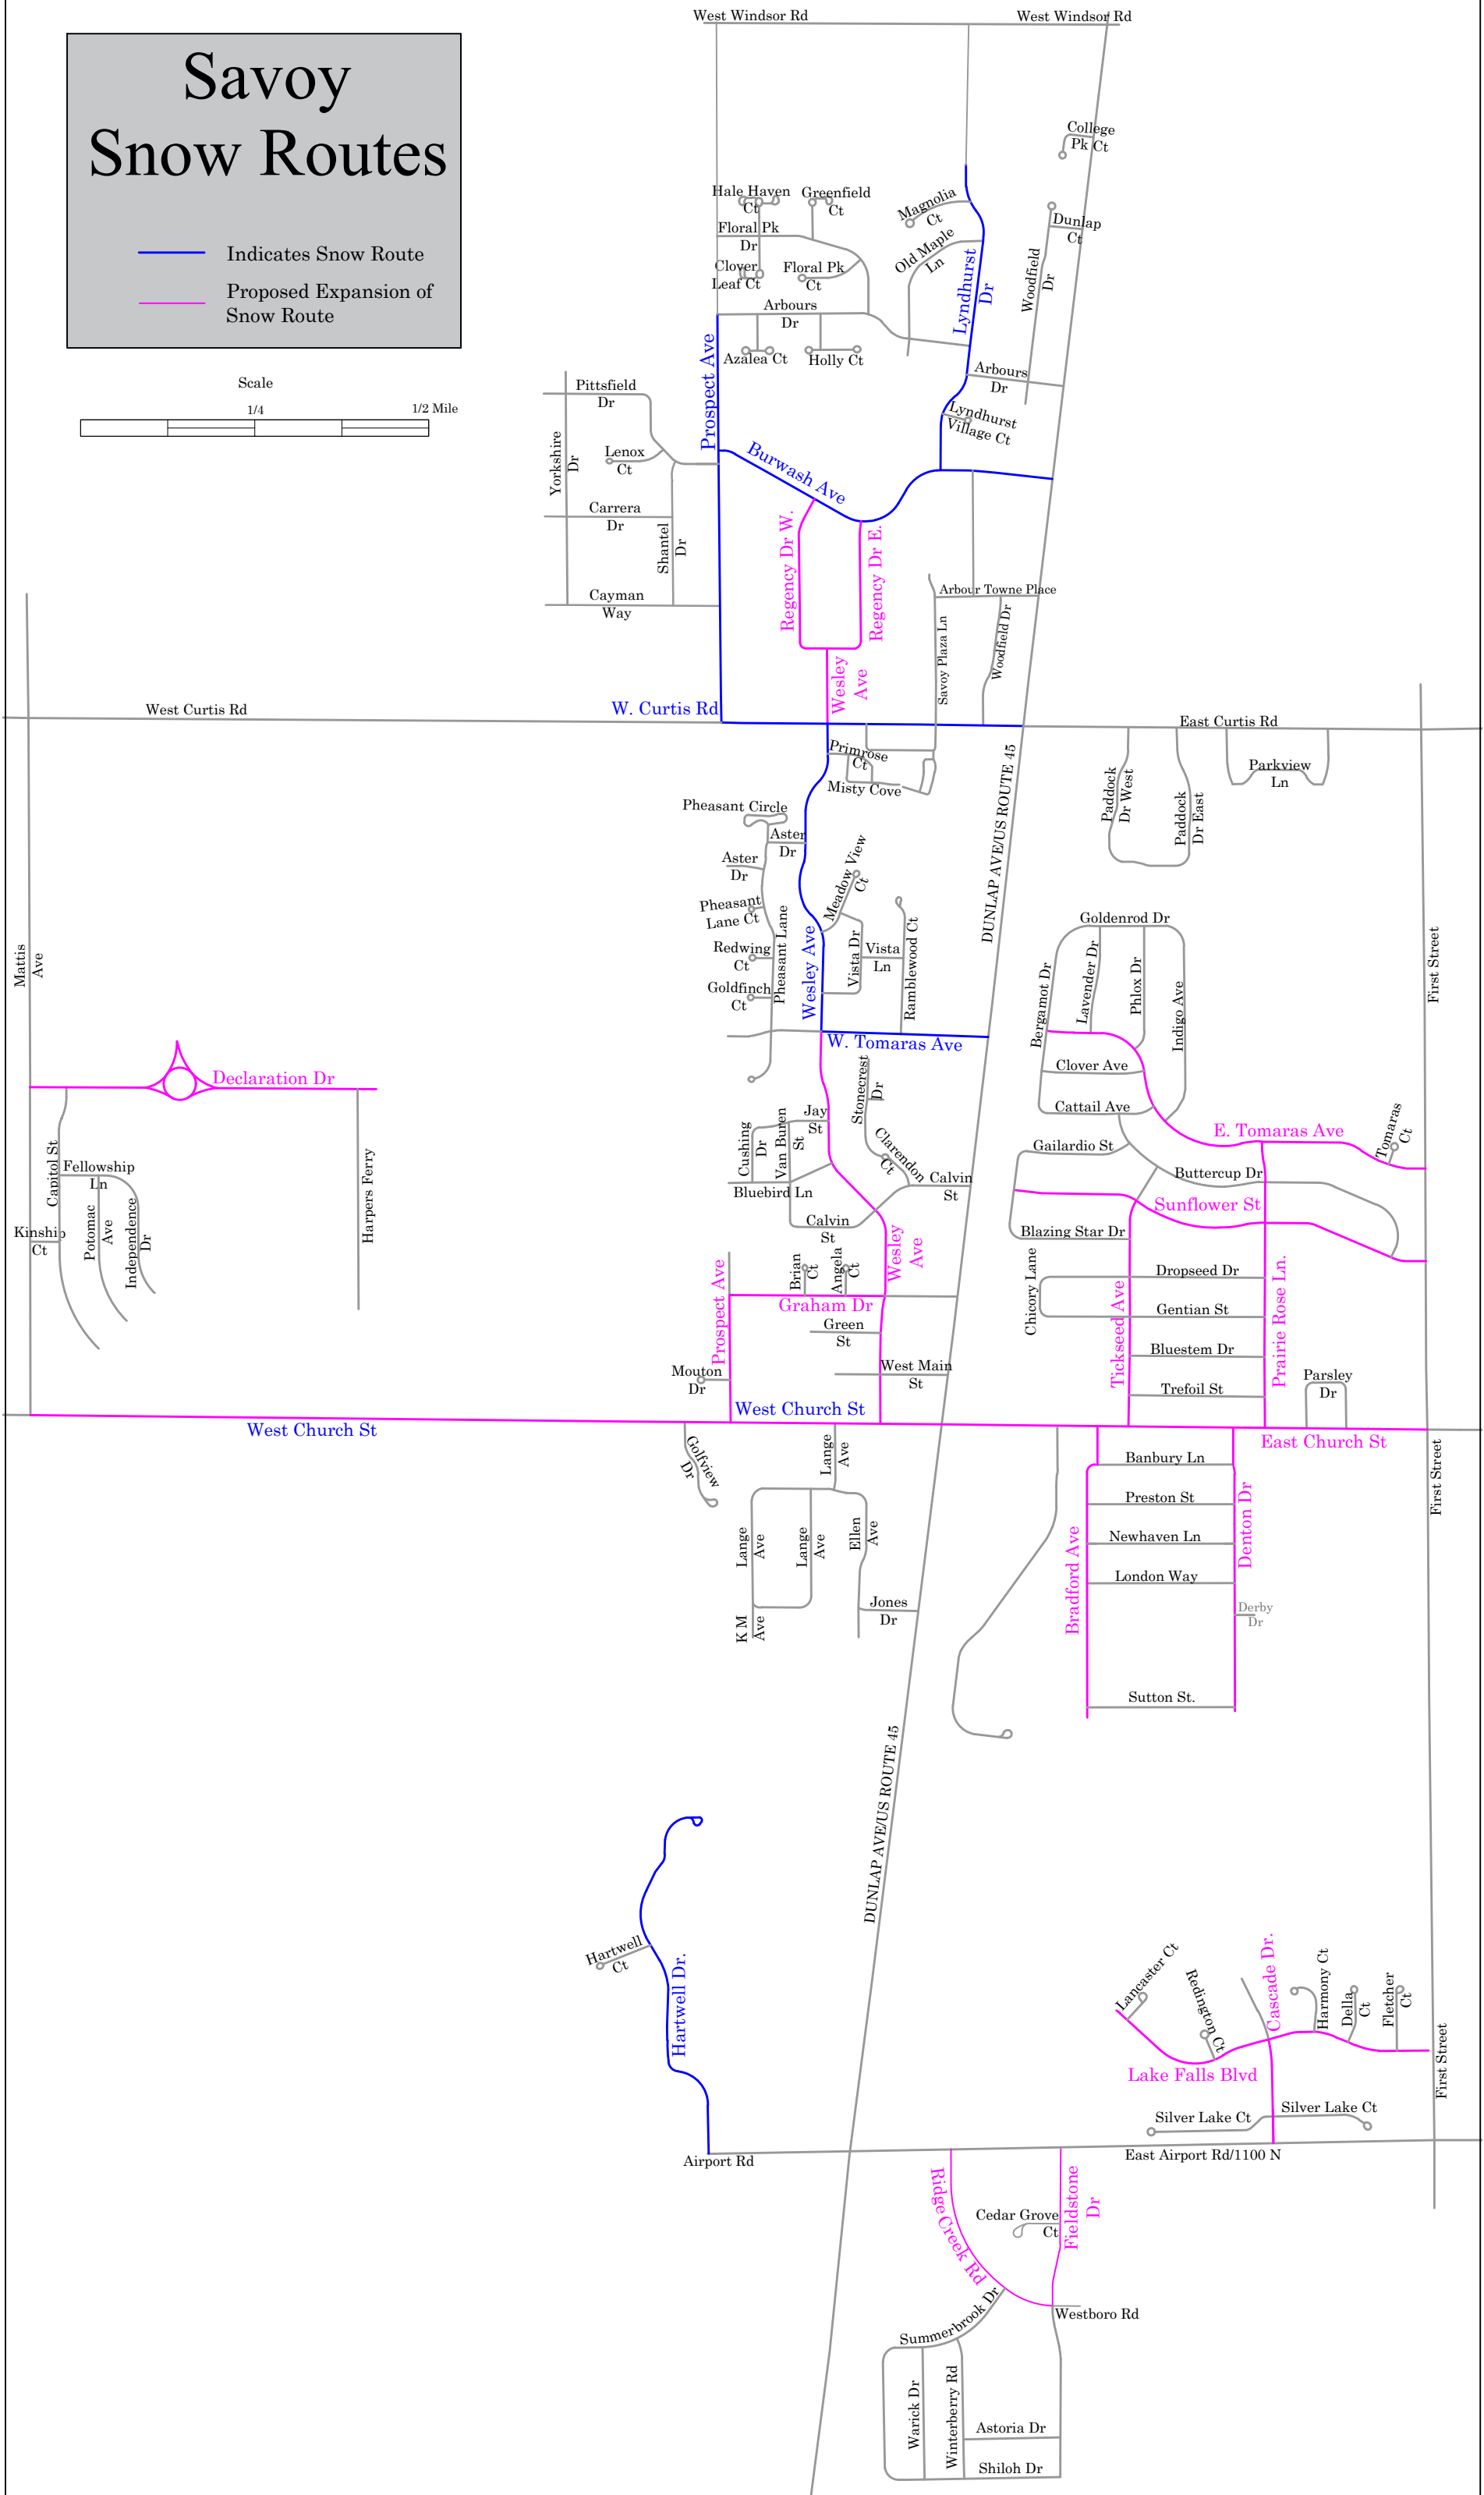 West Windsor Rd
West Windsor Rd
Savoy
Snow Routes
Indicates Snow Route
Proposed Expansion of
Snow Route
Scale
1/4
1/2 Mile
College
Pk Ct
Hale Haven
Ct
Greenfield
Ct
Magnolia
Ct
Floral Pk
Dr
Old Maple
Ln
Dunlap
Ct
Clover
Leaf Ct
Floral Pk
Ct
Lyndhurst
Dr
Woodfield
Dr
Arbours
Dr
Azalea Ct
Holly Ct
Prospect Ave
Arbours
Dr
Pittsfield
Dr
Lyndhurst
Village Ct
Yorkshire
Dr
Lenox
Ct
Burwash Ave
Carrera
Dr
Shantel
Dr
Regency Dr W.
Regency Dr E.
Cayman
Way
Arbour Towne Place
Savoy Plaza Ln
Woodfield Dr
Wesley
Ave
West Curtis Rd
W. Curtis Rd
East Curtis Rd
Primrose
Ct
Misty Cove
DUNLAP AVE/US ROUTE 45
Paddock
Dr West
Paddock
Dr East
Parkview
Ln
Pheasant Circle
Aster
Dr
Aster
Dr
Meadow View
Ct
Pheasant
Lane Ct
Redwing
Ct
Pheasant Lane
Goldfinch
Ct
Wesley Ave
Vista Dr
Vista
Ln
Ramblewood Ct
Goldenrod Dr
Bergamot Dr
Lavender Dr
Phlox Dr
Indigo Ave
First Street
Mattis
Ave
W. Tomaras Ave
Declaration Dr
Clover Ave
Cattail Ave
Stonecrest
Dr
Jay
St
Cushing
Dr
Van Buren
St
Clarendon
Ct
Calvin
St
Bluebird Ln
Calvin
St
E. Tomaras Ave
Tomaras
Ct
Gailardio St
Buttercup Dr
Sunflower St
Blazing Star Dr
Capitol St
Fellowship
Ln
Kinship
Ct
Potomac
Ave
Independence
Dr
Harpers Ferry
Wesley
Ave
Brian
Ct
Angela
Ct
Prospect Ave
Graham Dr
Green
St
Mouton
Dr
West Main
St
Chicory Lane
Dropseed Dr
Gentian St
Tickseed Ave
Bluestem Dr
Prairie Rose Ln.
Trefoil St
Parsley
Dr
West Church St
West Church St
East Church St
Golfview
Dr
Lange
Ave
Banbury Ln
Preston St
Newhaven Ln
London Way
Bradford Ave
Denton Dr
First Street
Lange
Ave
Lange
Ave
Ellen
Ave
K M
Ave
Jones
Dr
Derby
Dr
Sutton St.
DUNLAP AVE/US ROUTE 45
Hartwell
Ct
Hartwell Dr.
Lancaster Ct
Redington Ct
Cascade Dr.
Harmony Ct
Della
Ct
Fletcher
Ct
Lake Falls Blvd
First Street
Silver Lake Ct
Silver Lake Ct
Airport Rd
East Airport Rd/1100 N
Ridge Creek Rd
Cedar Grove
Ct
Fieldstone
Dr
Summerbrook Dr
Westboro Rd
Warick Dr
Winterberry Rd
Astoria Dr
Shiloh Dr